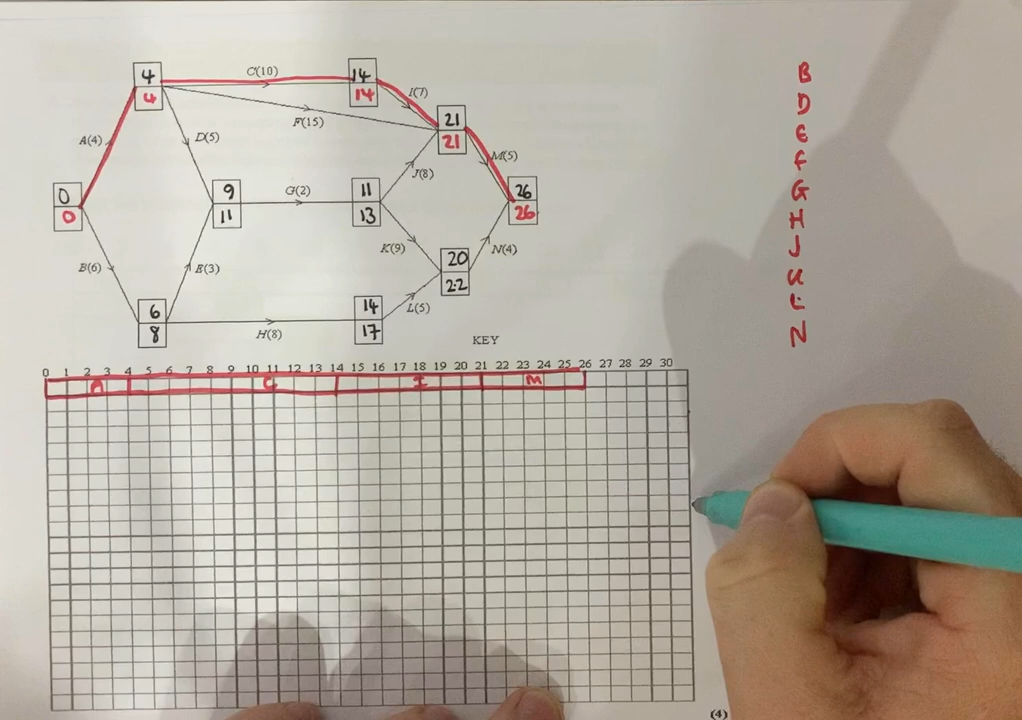 C(10)
4
4
14
14
I(7)
F(15)
21
21
A(4)
D(5)
M(5)
J(8)
0
0
9
11
G(2)
11
13
26
26
K(9)
N(4)
B(6)
E(3)
20
22
6
8
14
17
L(5)
H(8)
KEY
B
D
E
F
G
H
J
K
L
N
0 1 2 3 4 5 6 7 8 9 10 11 12 13 14 15 16 17 18 19 20 21 22 23 24 25 26 27 28 29 30
A C I M
(4)